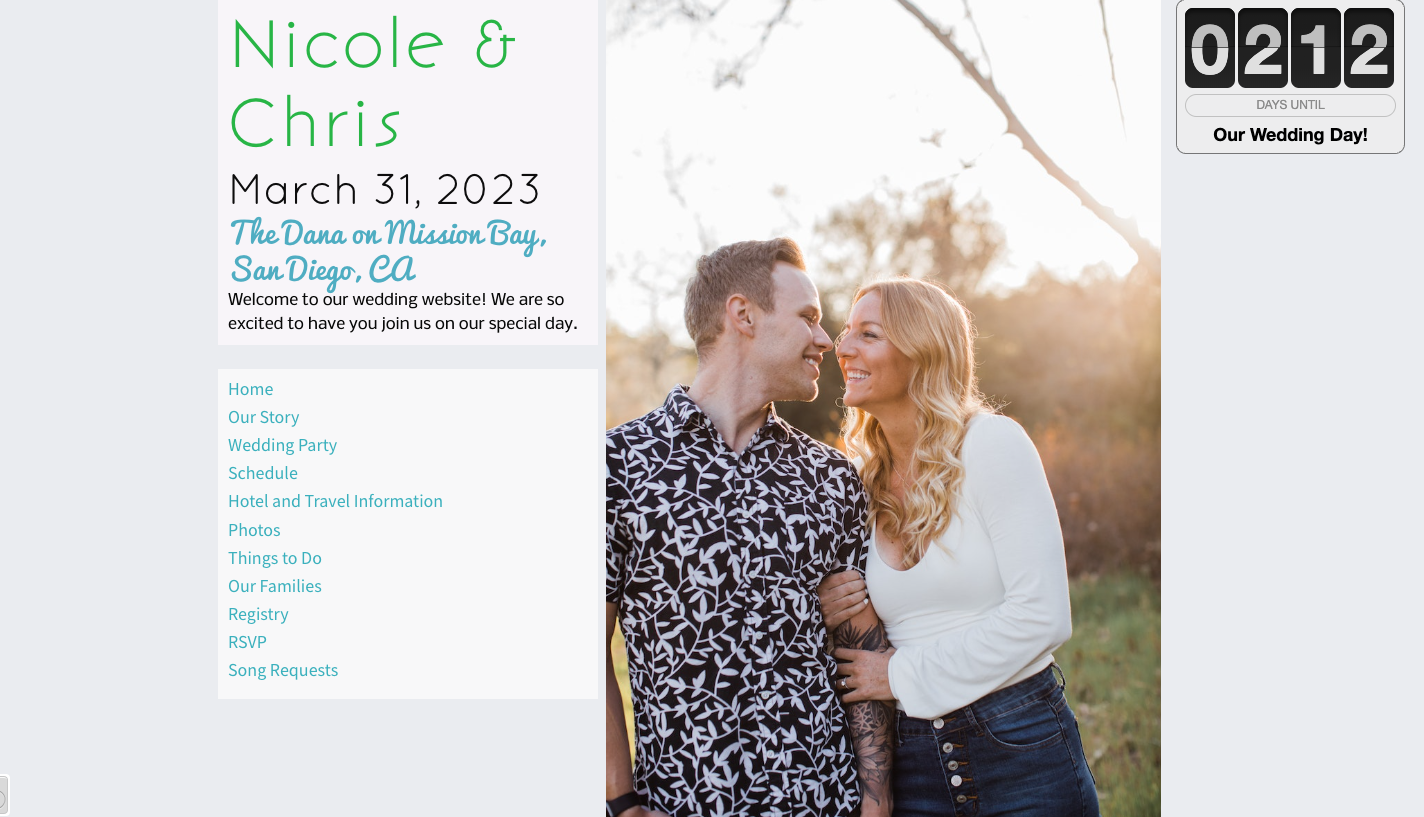 Nicole &
Chris
March 31, 2023
The Dana on Mission Bay,
San Diego, CA
Welcome to our wedding website! We are so
excited to have you join us on our special day.
Home
Our Story
Wedding Party
Schedule
Hotel and Travel Information
Photos
Things to Do
Our Families
Registry
RSVP
Song Requests
0212
DAYS UNTIL
Our Wedding Day!